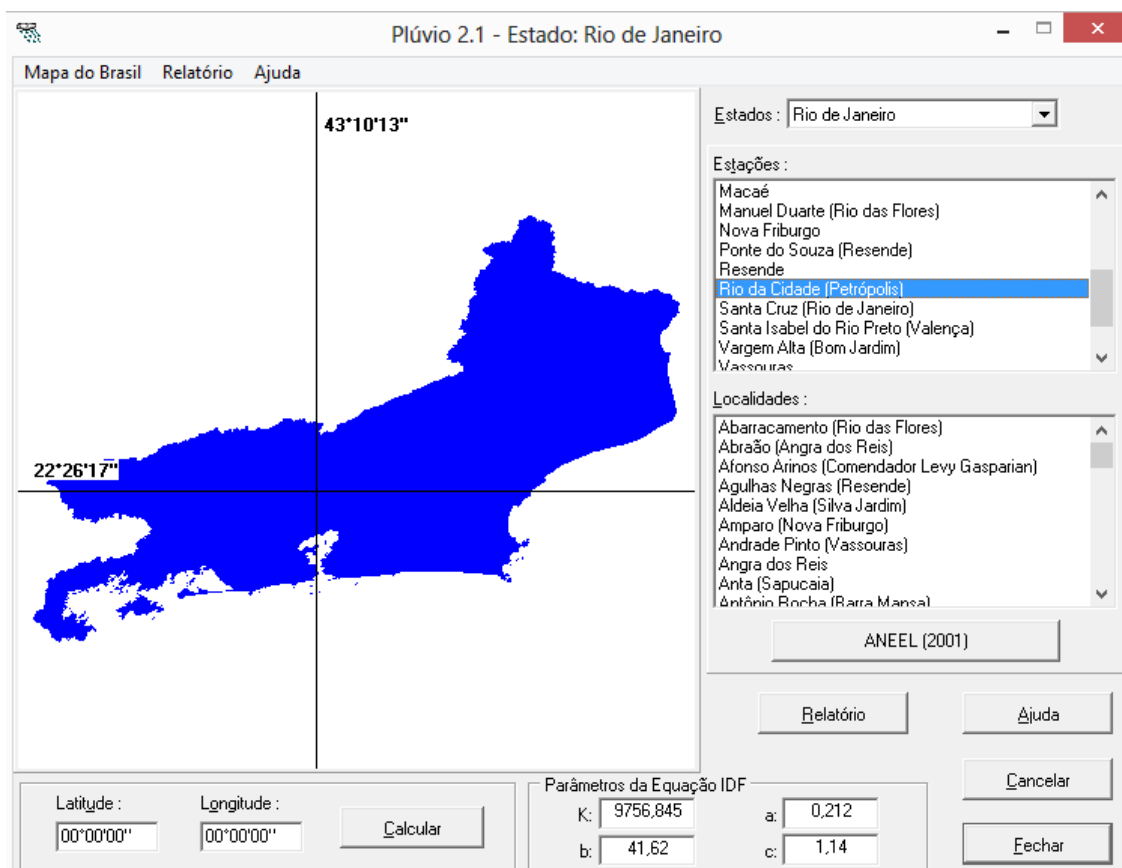 Plúvio 2.1 - Estado: Rio de Janeiro
Mapa do Brasil Relatório Ajuda
43°10'13"
22°26'17"
Estados : Rio de Janeiro
Estações :
Macaé
Manuel Duarte (Rio das Flores)
Nova Friburgo
Ponte do Souza (Resende)
Resende
Rio da Cidade (Petrópolis)
Santa Cruz (Rio de Janeiro)
Santa Isabel do Rio Preto (Valença)
Vargem Alta (Bom Jardim)
Vassouras
Localidades :
Abarracamento (Rio das Flores)
Abraão (Angra dos Reis)
Afonso Arinos (Comendador Levy Gasparian)
Agulhas Negras (Resende)
Aldeia Velha (Silva Jardim)
Amparo (Nova Friburgo)
Andrade Pinto (Vassouras)
Angra dos Reis
Anta (Sapucaia)
Antônio Rocha (Barra Mansa)
ANEEL (2001)
Relatório Ajuda
Cancelar
Fechar
Latitude : Longitude :
00°00'00" 00°00'00" Calcular
Parâmetros da Equação IDF
K: 9756,845 a: 0,212
b: 41,62 c: 1,14